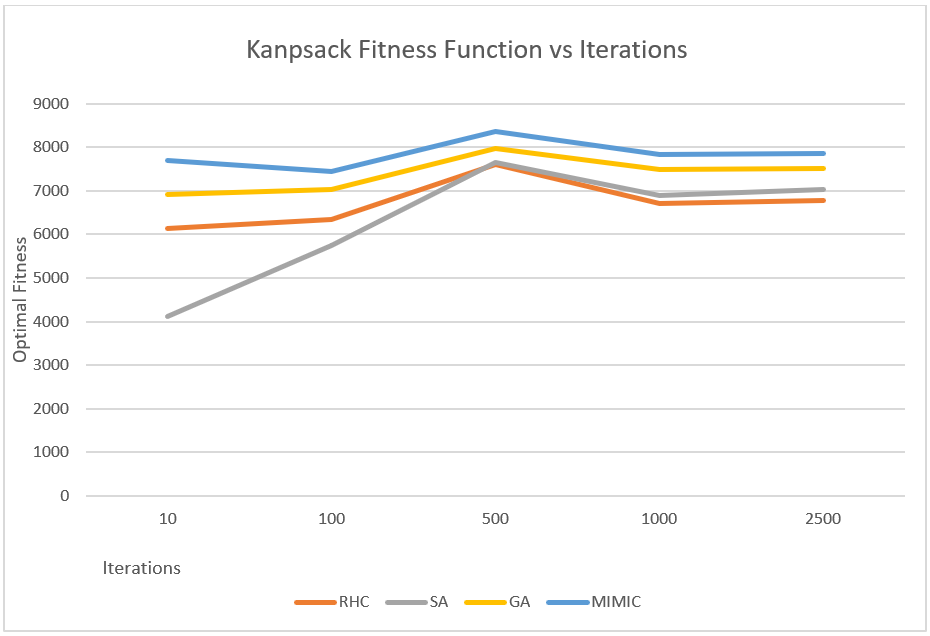 Kanpsack Fitness Function vs Iterations
Optimal Fitness
9000
8000
7000
6000
5000
4000
3000
2000
1000
0
10 100 500 1000 2500
Iterations
RHC SA GA MIMIC